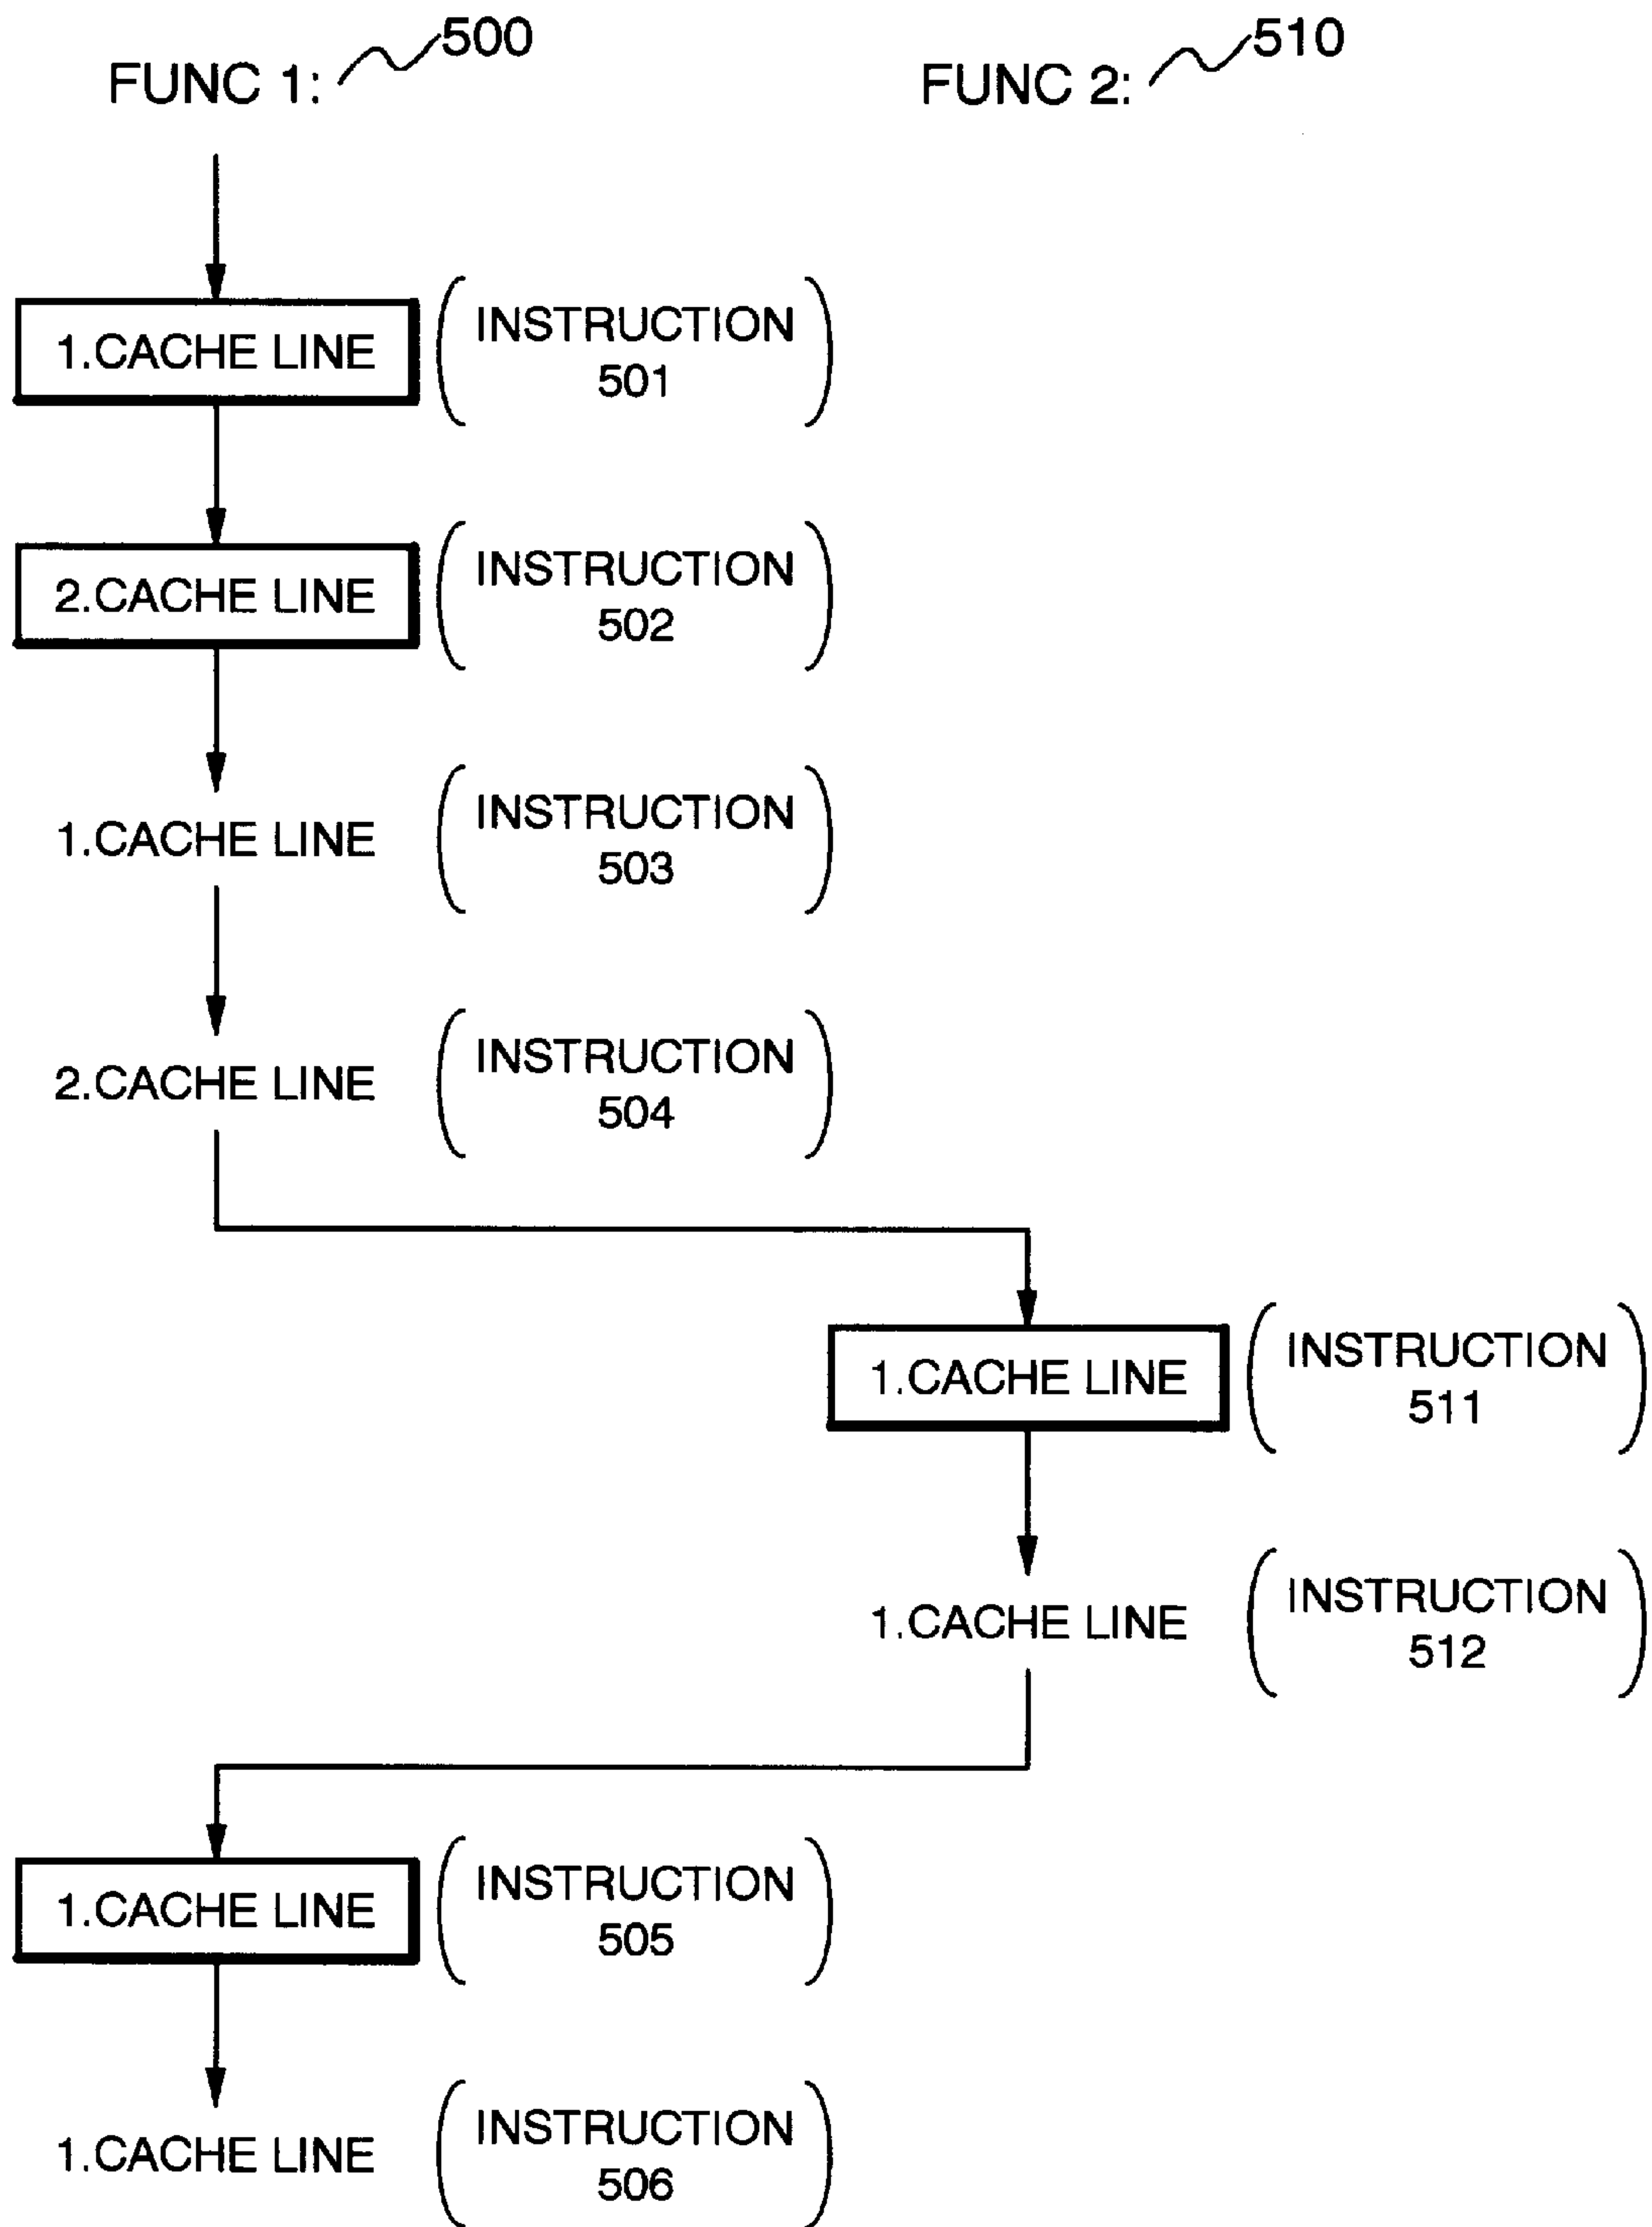 FUNC 1: 500
FUNC 2: 510
1.CACHE LINE
INSTRUCTION
501
2.CACHE LINE
INSTRUCTION
502
1.CACHE LINE
INSTRUCTION
503
2.CACHE LINE
INSTRUCTION
504
1.CACHE LINE
INSTRUCTION
511
1.CACHE LINE
INSTRUCTION
512
1.CACHE LINE
INSTRUCTION
505
1.CACHE LINE
INSTRUCTION
506